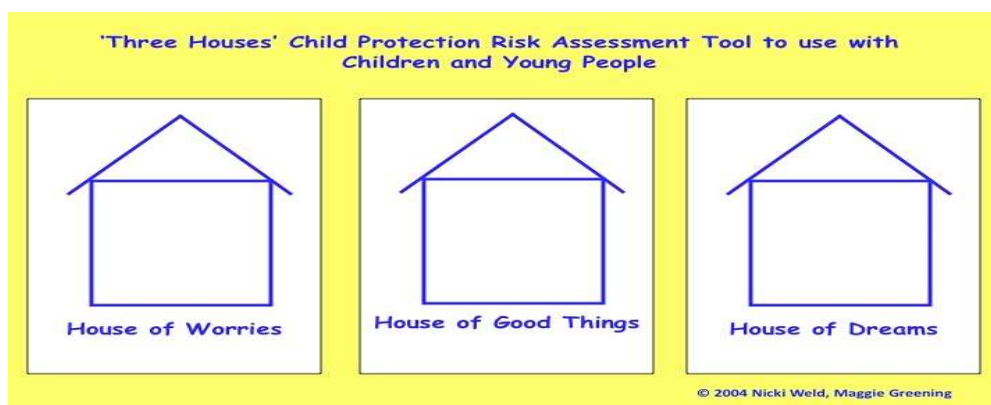 'Three Houses' Child Protection Risk Assessment Tool to use with
Children and Young People
House of Worries
House of Good Things
House of Dreams
© 2004 Nicki Weld, Maggie Greening